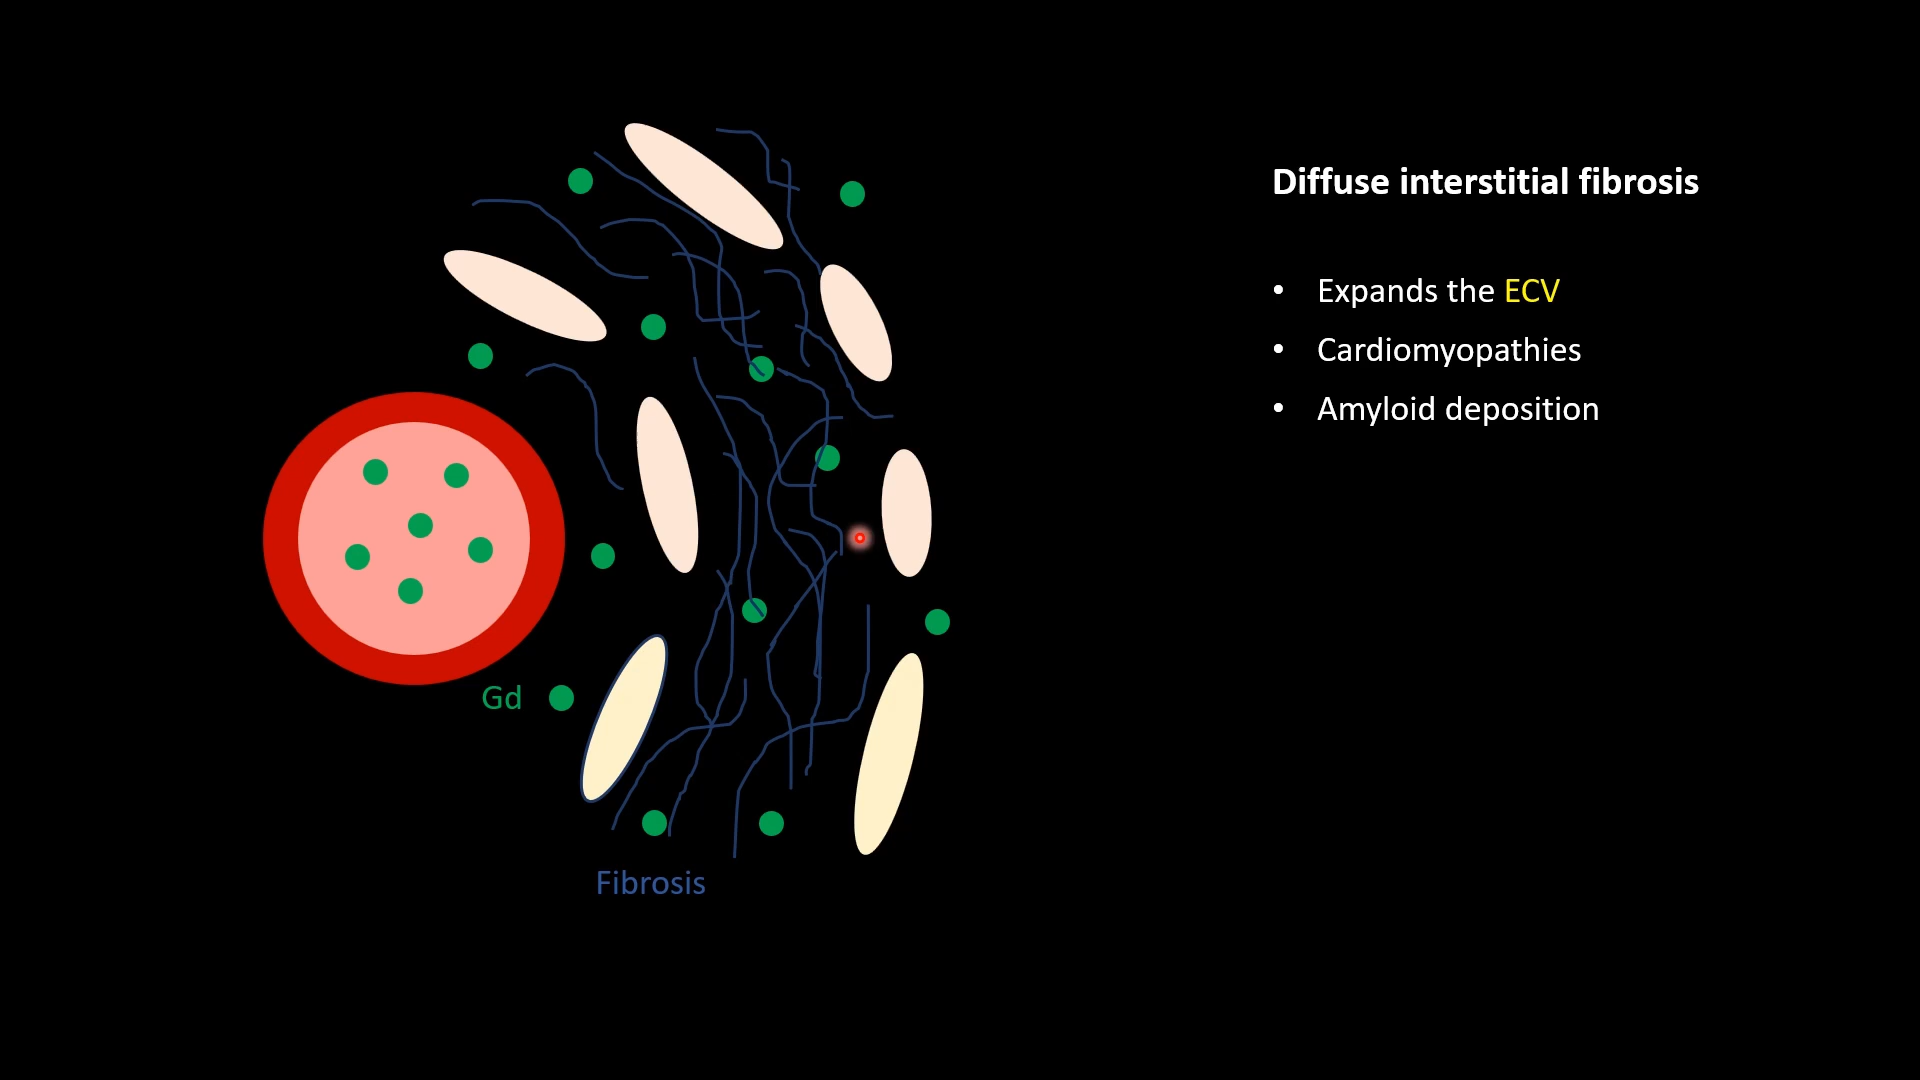 Diffuse interstitial fibrosis
• Expands the ECV
• Cardiomyopathies
• Amyloid deposition
Gd
Fibrosis